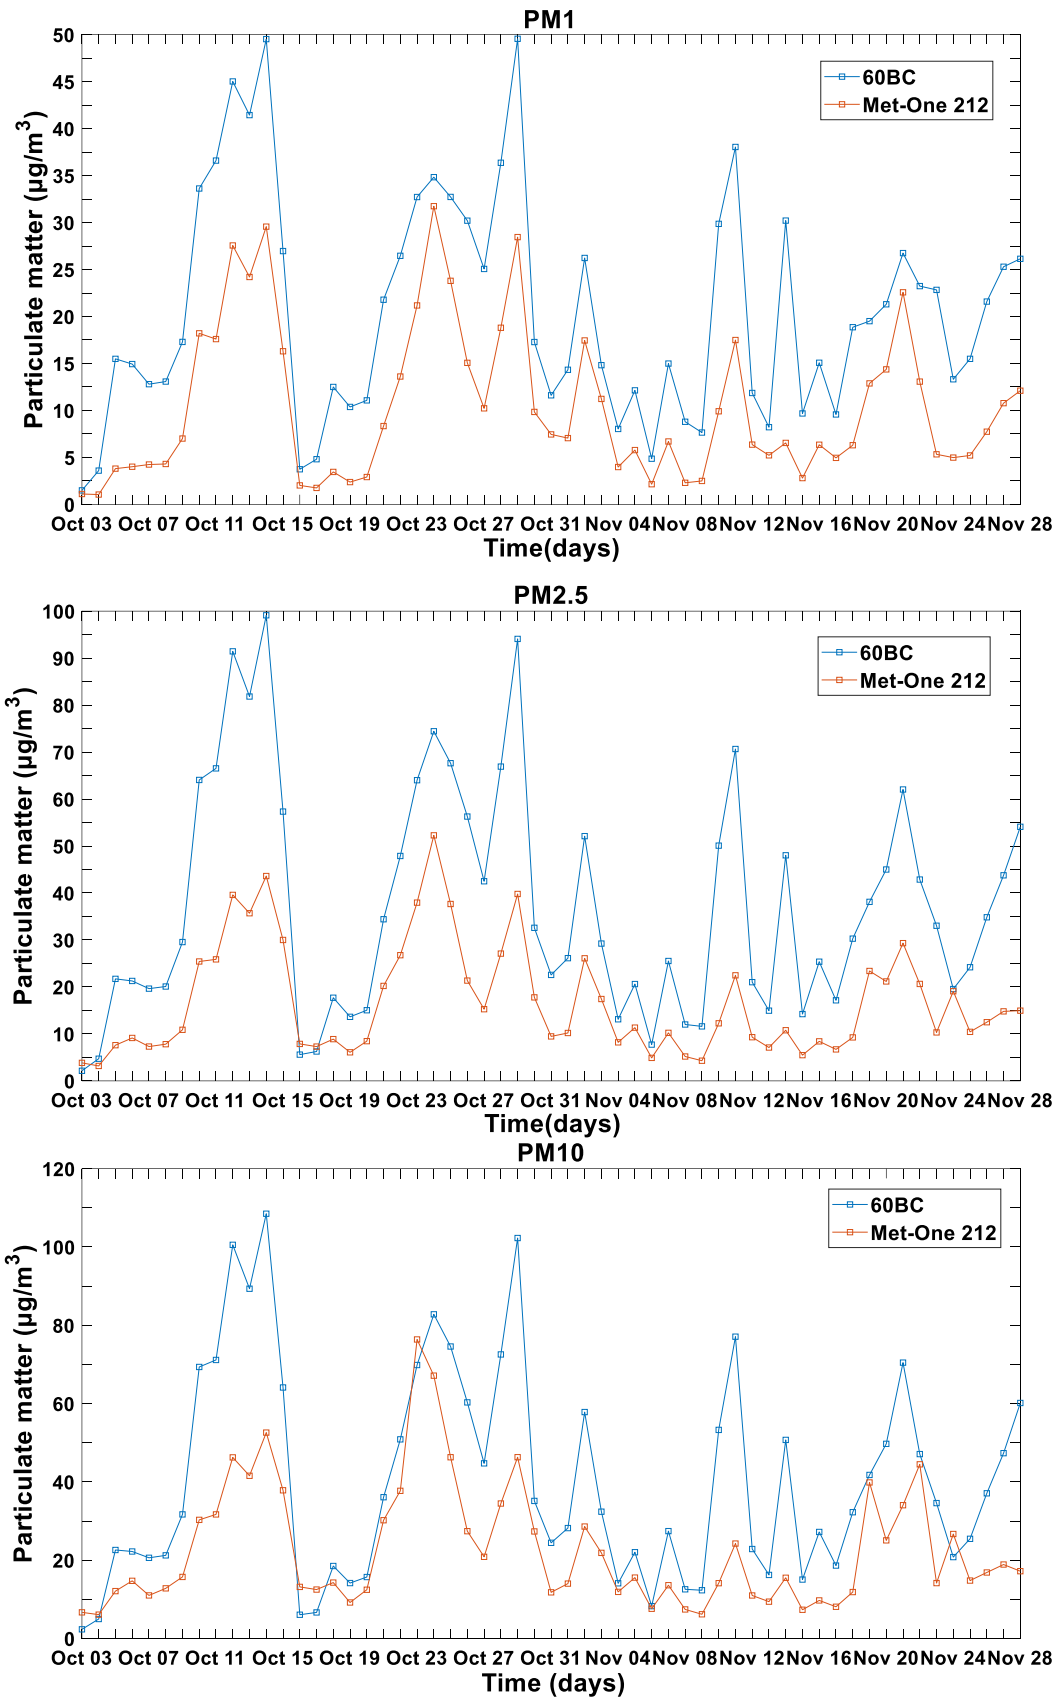 PM1
50
45
40
35
30
25
20
15
10
5
0
Particulate matter (µg/m³)
60BC
Met-One 212
Oct 03 Oct 07 Oct 11 Oct 15 Oct 19 Oct 23 Oct 27 Oct 31 Nov 04 Nov 08 Nov 12 Nov 16 Nov 20 Nov 24 Nov 28
Time(days)
PM2.5
100
90
80
70
60
50
40
30
20
10
0
Particulate matter (µg/m³)
60BC
Met-One 212
Oct 03 Oct 07 Oct 11 Oct 15 Oct 19 Oct 23 Oct 27 Oct 31 Nov 04 Nov 08 Nov 12 Nov 16 Nov 20 Nov 24 Nov 28
Time(days)
PM10
120
100
80
60
40
20
0
Particulate matter (µg/m³)
60BC
Met-One 212
Oct 03 Oct 07 Oct 11 Oct 15 Oct 19 Oct 23 Oct 27 Oct 31 Nov 04 Nov 08 Nov 12 Nov 16 Nov 20 Nov 24 Nov 28
Time (days)